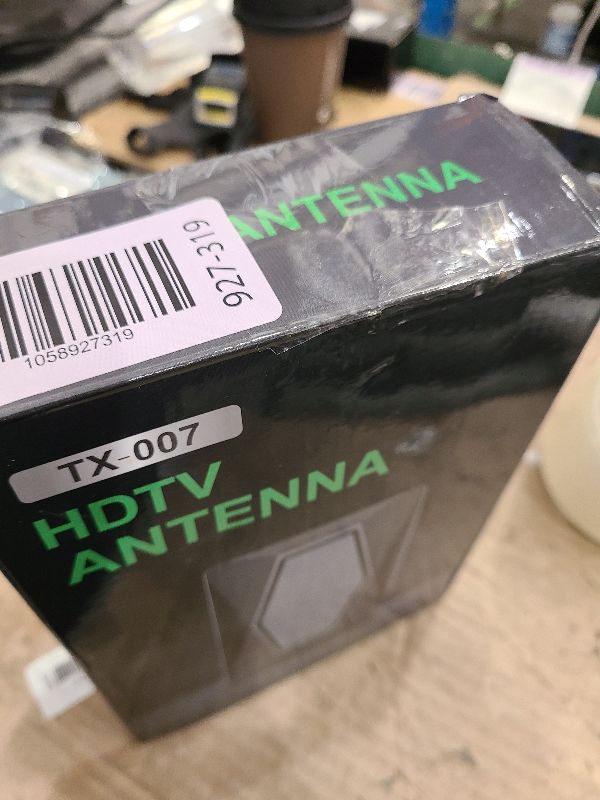 ANTENNA
927-319
1058927319
TX-007
HDTV
ANTENNA